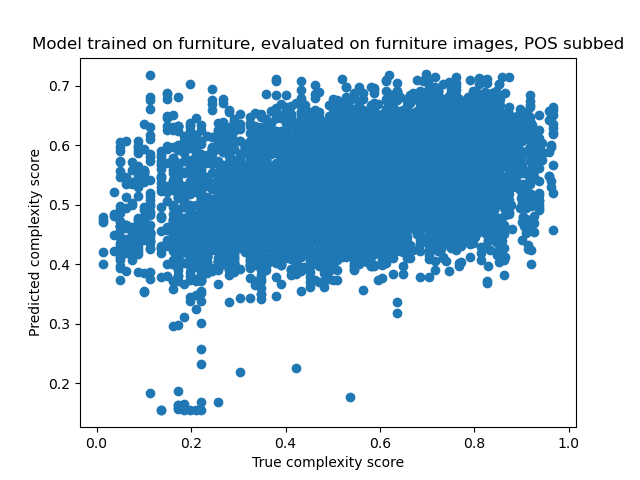 Model trained on furniture, evaluated on furniture images, POS subbed
0.7
0.6
0.5
0.4
0.3
0.2
Predicted complexity score
0.0 0.2 0.4 0.6 0.8 1.0
True complexity score